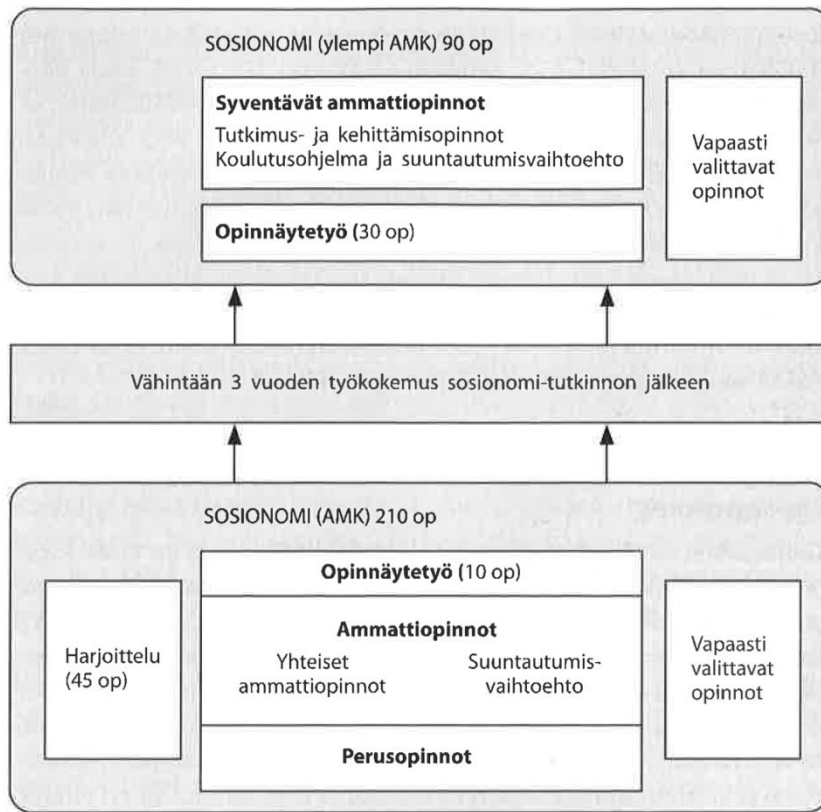 SOSIONOMI (ylempi AMK) 90 op
Syventävät ammattiopinnot
Tutkimus- ja kehittämisopinnot
Koulutusohjelma ja suuntautumisvaihtoehto
Opinnäytetyö (30 op)
Vapaasti
valittavat
opinnot
Vähintään 3 vuoden työkokemus sosionomi-tutkinnon jälkeen
SOSIONOMI (AMK) 210 op
Harjoittelu
(45 op)
Opinnäytetyö (10 op)
Ammattiopinnot
Yhteiset
ammattiopinnot
Suuntautumis-
vaihtoehto
Perusopinnot
Vapaasti
valittavat
opinnot